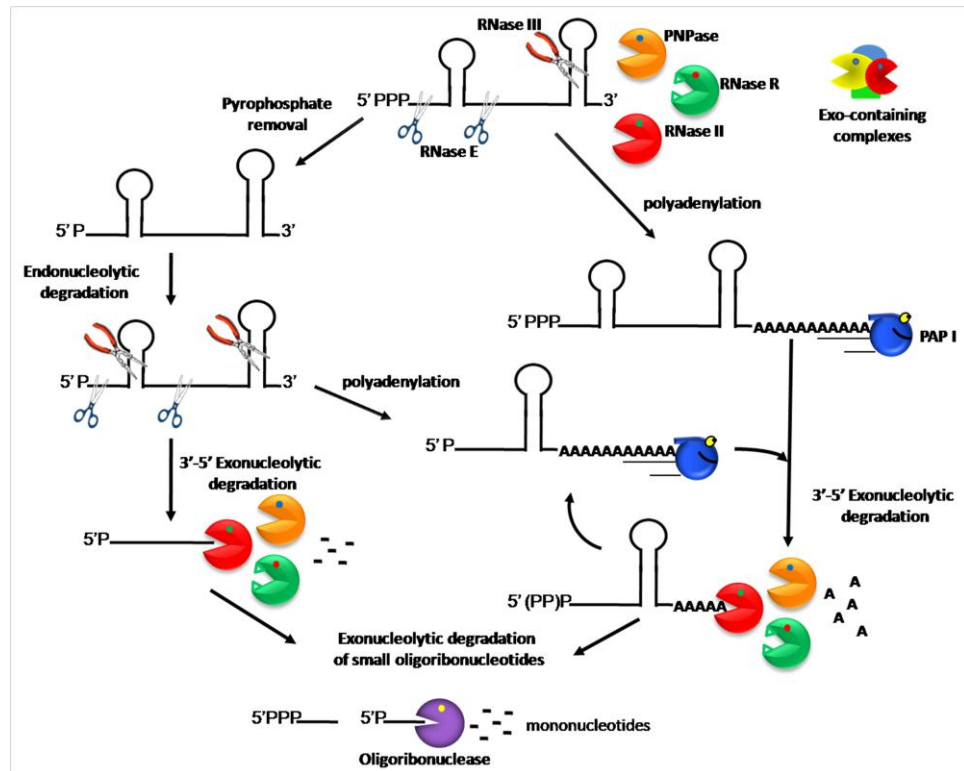 RNase III
PNPase
5' PPP
3'
RNase R
Pyrophosphate
removal
RNase E
RNase II
Exo-containing
complexes
polyadenylation
5' P
3'
Endonucleolytic
degradation
5' PPP
AAAAAAAAAAA
PAP I
5' P
3'
polyadenylation
5' P
AAAAAAAAAAA
3'-5' Exonucleolytic
degradation
3'-5' Exonucleolytic
degradation
5'P
5' (PP)P
AAAAA
A
A
A
A
A
Exonucleolytic degradation
of small oligoribonucleotides
5'PPP
5'P
mononucleotides
Oligoribonuclease